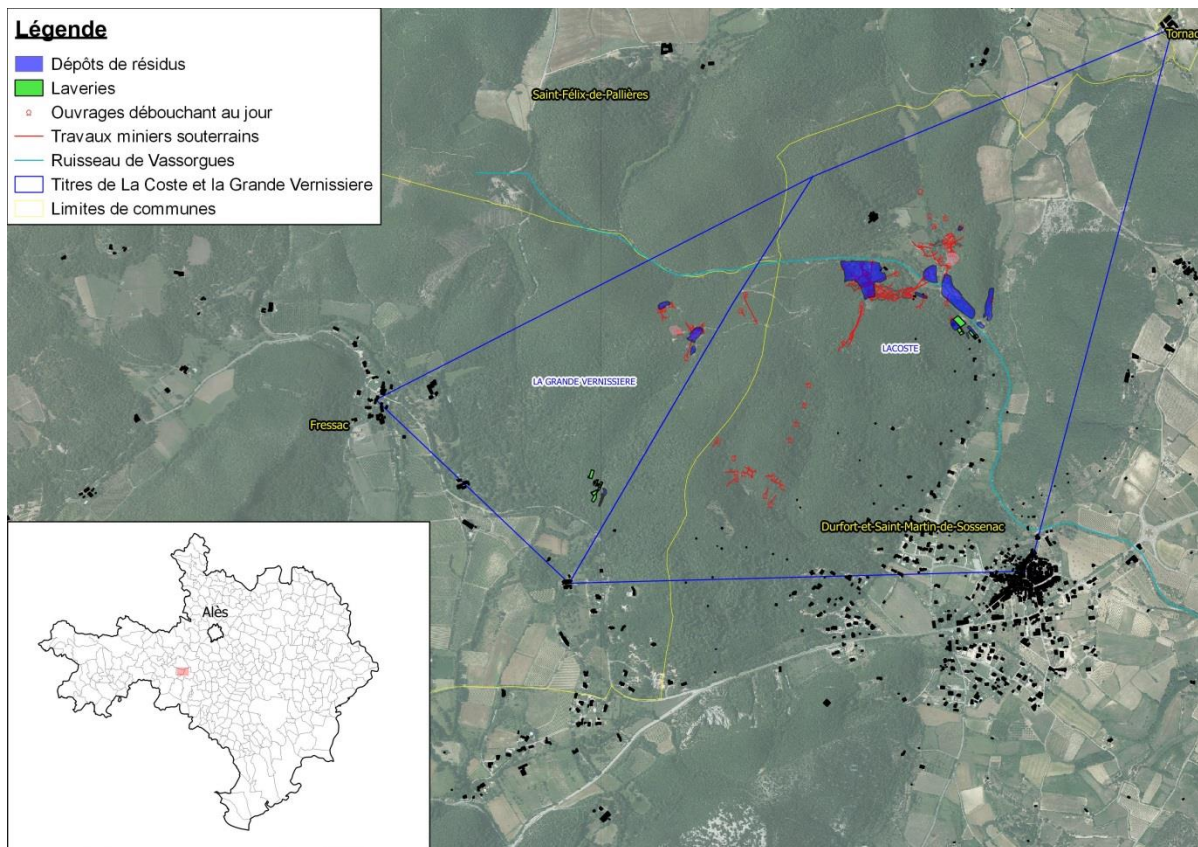 Légende
Dépôts de résidus
Laveries
Ouvrages débouchant au jour
Travaux miniers souterrains
Ruisseau de Vassorgues
Titres de La Coste et la Grande Vernissiere
Limites de communes
Tornac
Saint-Félix-de-Pallières
LACOSTE
LA GRANDE VERNISSIERE
Fressac
Durfort-et-Saint-Martin-de-Sossenac
Alès